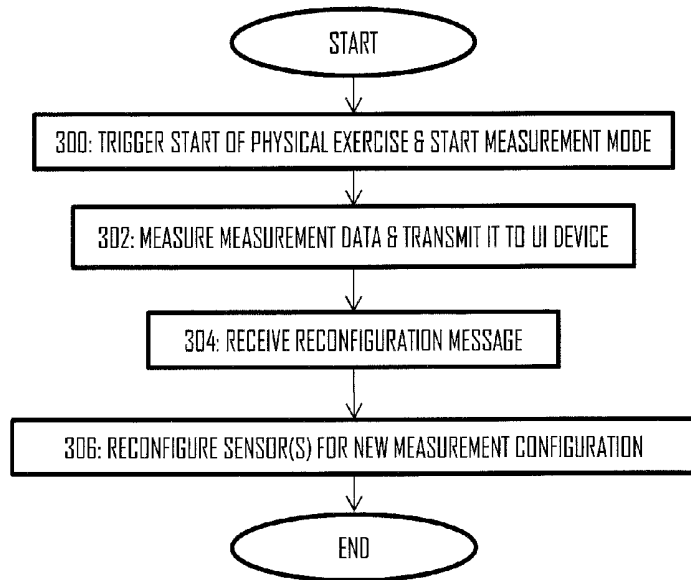 START
300: TRIGGER START OF PHYSICAL EXERCISE & START MEASUREMENT MODE
302: MEASURE MEASUREMENT DATA & TRANSMIT IT TO UI DEVICE
304: RECEIVE RECONFIGURATION MESSAGE
306: RECONFIGURE SENSOR(S) FOR NEW MEASUREMENT CONFIGURATION
END